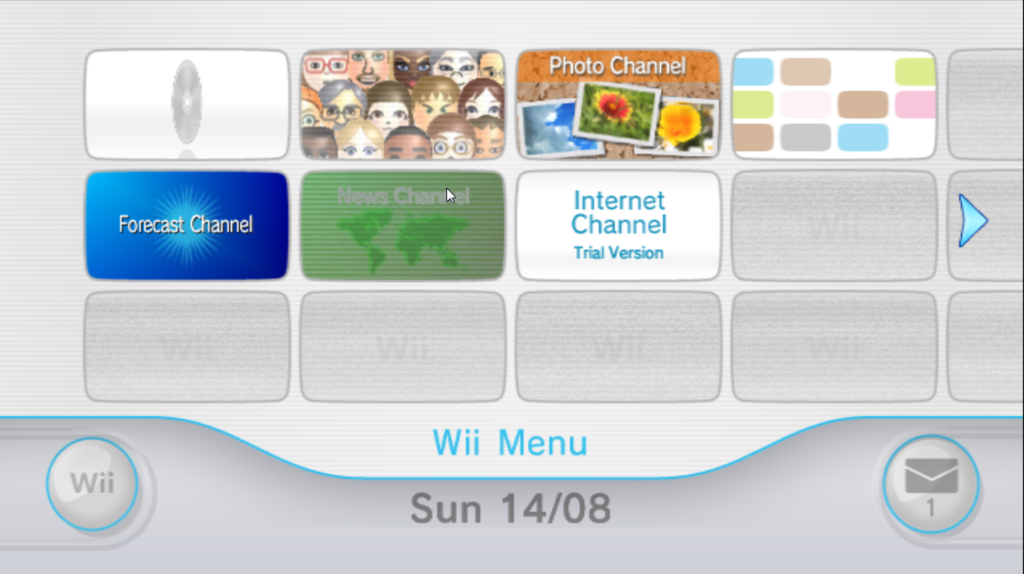 Photo Channel
Forecast Channel
News Channel
Internet
Channel
Trial Version
Wii
Wii
Wii
Wii
Wii
Wii Menu
Wii
1
Sun 14/08